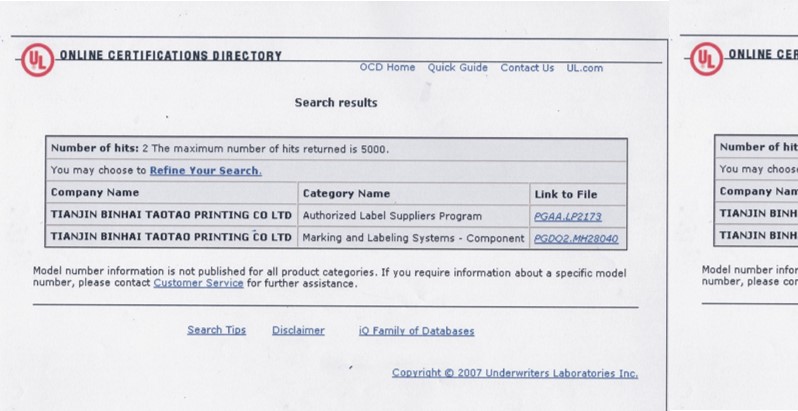 UL ONLINE CERTIFICATIONS DIRECTORY
OCD Home Quick Guide Contact Us UL.com
Search results
Number of hits: 2 The maximum number of hits returned is 5000.
You may choose to Refine Your Search.
Company Name Category Name Link to File
TIANJIN BINHAI TAOTAO PRINTING CO LTD Authorized Label Suppliers Program PGAA.LP2173
TIANJIN BINHAI TAOTAO PRINTING CO LTD Marking and Labeling Systems - Component PGDO2.MH28040
Model number information is not published for all product categories. If you require information about a specific model
number, please contact Customer Service for further assistance.
Search Tips Disclaimer iQ Family of Databases
Copyright © 2007 Underwriters Laboratories Inc.
UL ONLINE CER
Number of hit
You may choose
Company Nam
TIANJIN BINH
TIANJIN BINH
Model number infor
number, please con